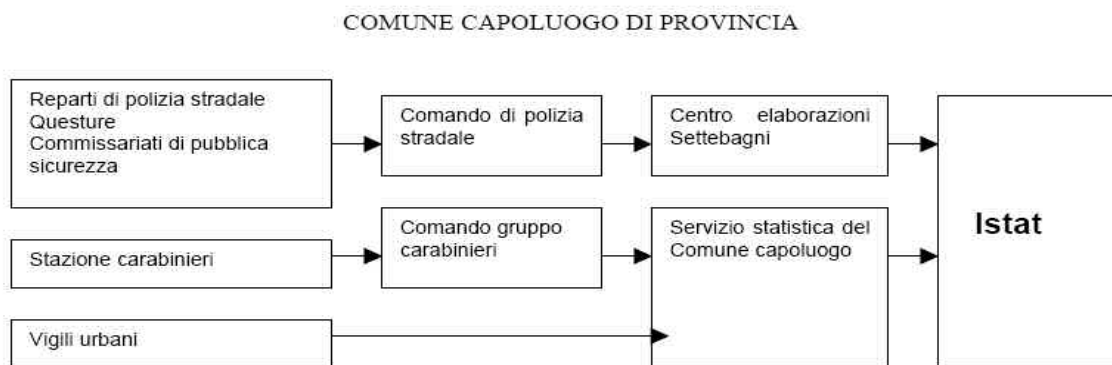 COMUNE CAPOLUOGO DI PROVINCIA
Reparti di polizia stradale
Questure
Commissariati di pubblica
sicurezza
Comando di polizia
stradale
Centro elaborazioni
Settebagni
Istat
Stazione carabinieri
Comando gruppo
carabinieri
Servizio statistica del
Comune capoluogo
Vigili urbani